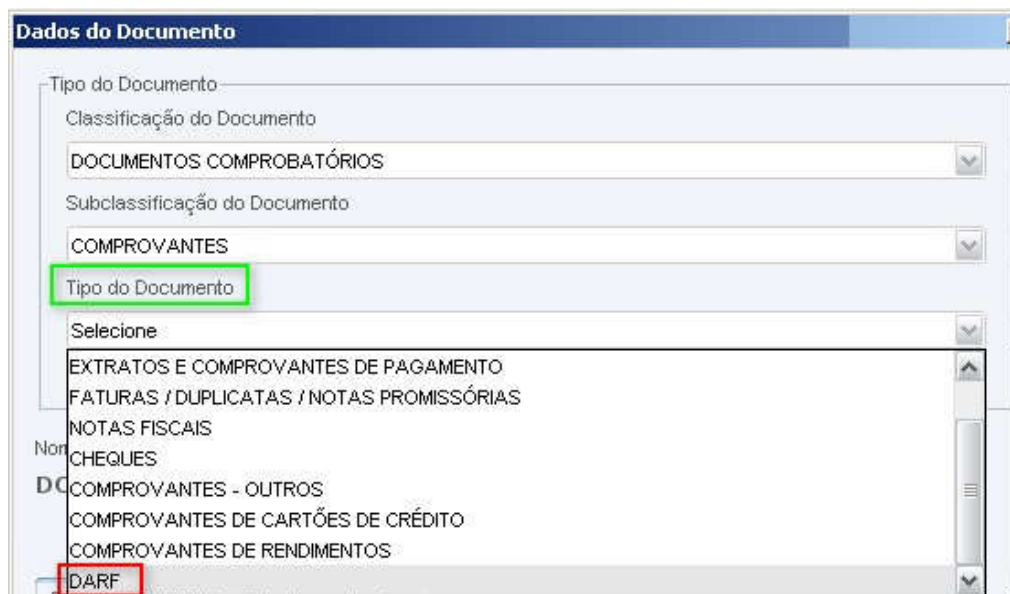 Dados do Documento
Tipo do Documento
Classificação do Documento
DOCUMENTOS COMPROBATÓRIOS
Subclassificação do Documento
COMPROVANTES
Tipo do Documento
Selecione
EXTRATOS E COMPROVANTES DE PAGAMENTO
FATURAS / DUPLICATAS / NOTAS PROMISSÓRIAS
NOTAS FISCAIS
CHEQUES
COMPROVANTES - OUTROS
COMPROVANTES DE CARTÕES DE CRÉDITO
COMPROVANTES DE RENDIMENTOS
DARF